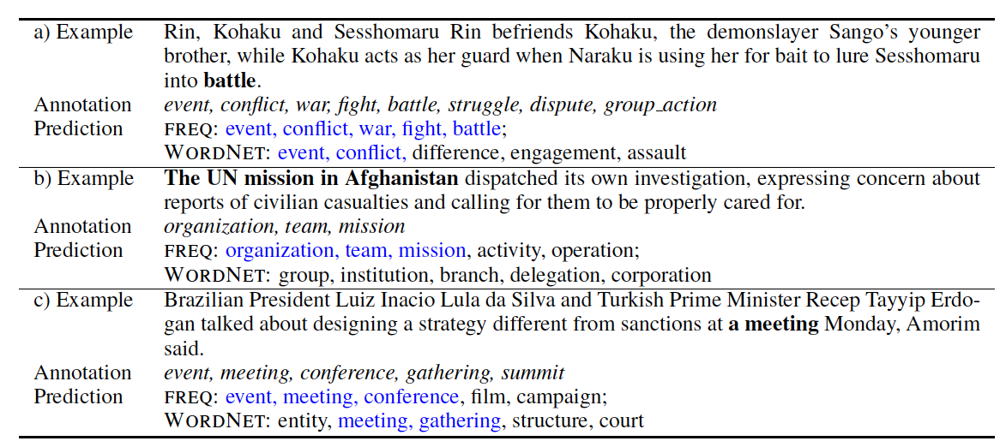 a) Example Rin, Kohaku and Sesshomaru Rin befriends Kohaku, the demonslayer Sango's younger
brother, while Kohaku acts as her guard when Naraku is using her for bait to lure Sesshomaru
into battle.
Annotation event, conflict, war, fight, battle, struggle, dispute, group_action
Prediction FREQ: event, conflict, war, fight, battle;
WORDNET: event, conflict, difference, engagement, assault
b) Example The UN mission in Afghanistan dispatched its own investigation, expressing concern about
reports of civilian casualties and calling for them to be properly cared for.
Annotation organization, team, mission
Prediction FREQ: organization, team, mission, activity, operation;
WORDNET: group, institution, branch, delegation, corporation
c) Example Brazilian President Luiz Inacio Lula da Silva and Turkish Prime Minister Recep Tayyip Erdo-
gan talked about designing a strategy different from sanctions at a meeting Monday, Amorim
said.
Annotation event, meeting, conference, gathering, summit
Prediction FREQ: event, meeting, conference, film, campaign;
WORDNET: entity, meeting, gathering, structure, court